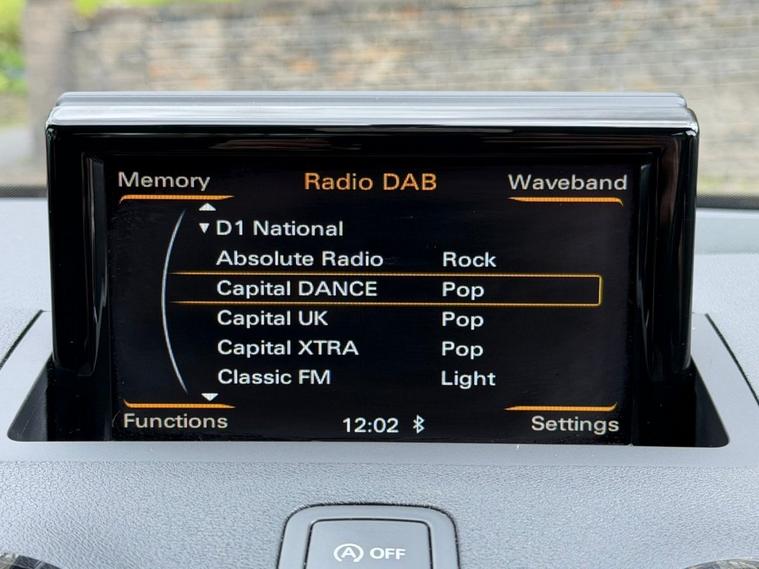 Memory Radio DAB Waveband
▼ D1 National
Absolute Radio Rock
Capital DANCE Pop
Capital UK Pop
Capital XTRA Pop
Classic FM Light
Functions 12:02 Settings
A OFF